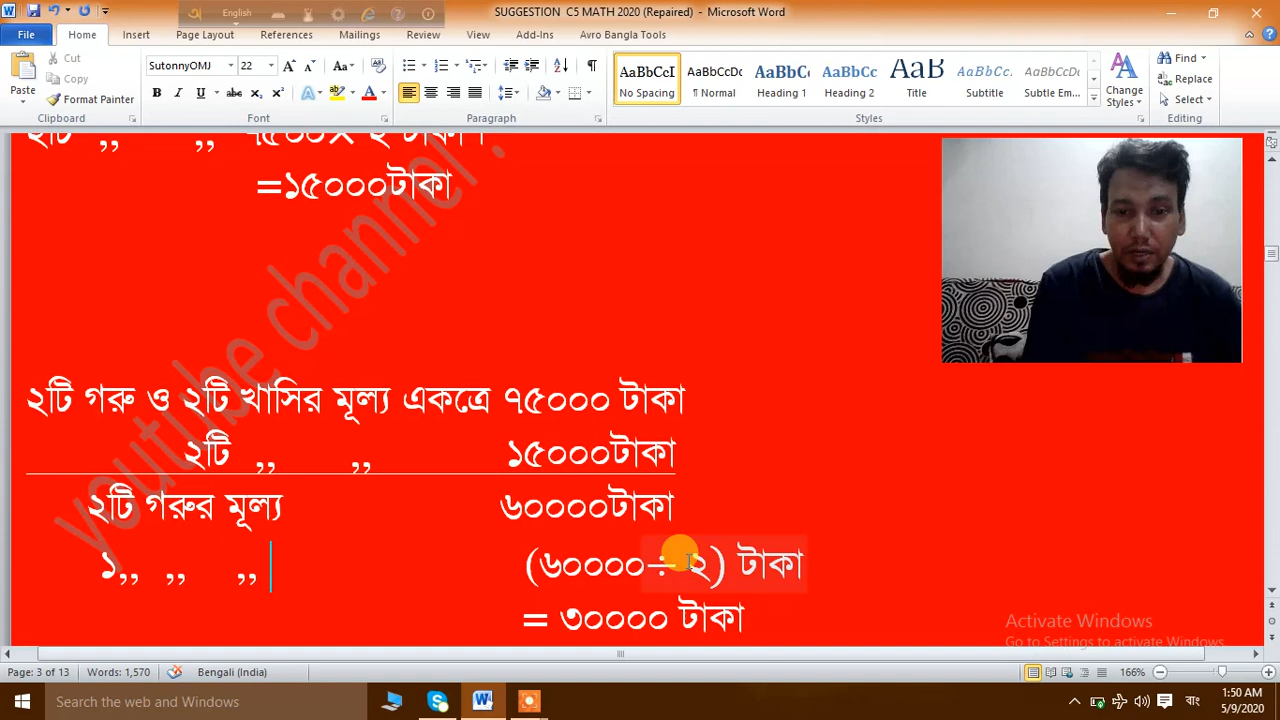 English
SUGGESTION C5 MATH 2020 (Repaired) - Microsoft Word
File Home Insert Page Layout References Mailings Review View Add-Ins Avro Bangla Tools
Paste Cut Copy Format Painter
SutonnyOMJ 22
AaBbCcI AaBbCcDc AaBbCc AaBbCc AaB AaBbCcI AaBbCcDc
No Spacing ¶ Normal Heading 1 Heading 2 Title Subtitle Subtle Em...
Change Styles Find Replace Select
Clipboard Font Paragraph Styles Editing
২টি ,, ,, ৭৫০০× ২ টাকা ।
=১৫০০০টাকা
youtube channel .
২টি গরু ও ২টি খাসির মূল্য একত্রে ৭৫০০০ টাকা
২টি ,, ,, ১৫০০০টাকা
২টি গরুর মূল্য ৬০০০০টাকা
১,, ,, ,, (৬০০০০÷ ২) টাকা
= ৩০০০০ টাকা
Activate Windows
Go to Settings to activate Windows.
Page: 3 of 13 Words: 1,570 Bengali (India) 166%
Search the web and Windows
বাং
1:50 AM
5/9/2020